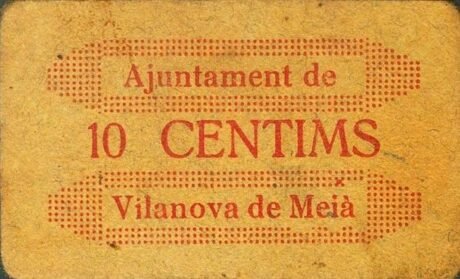 Ajuntament de
10 CENTIMS
Vilanova de Meià